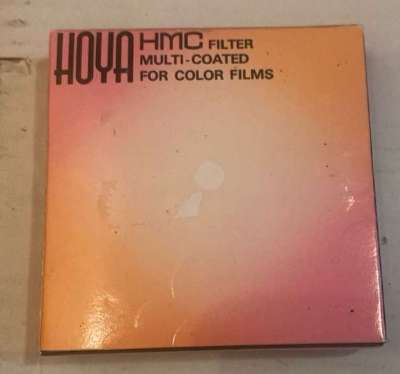 HOYA HMC FILTER
MULTI-COATED
FOR COLOR FILMS